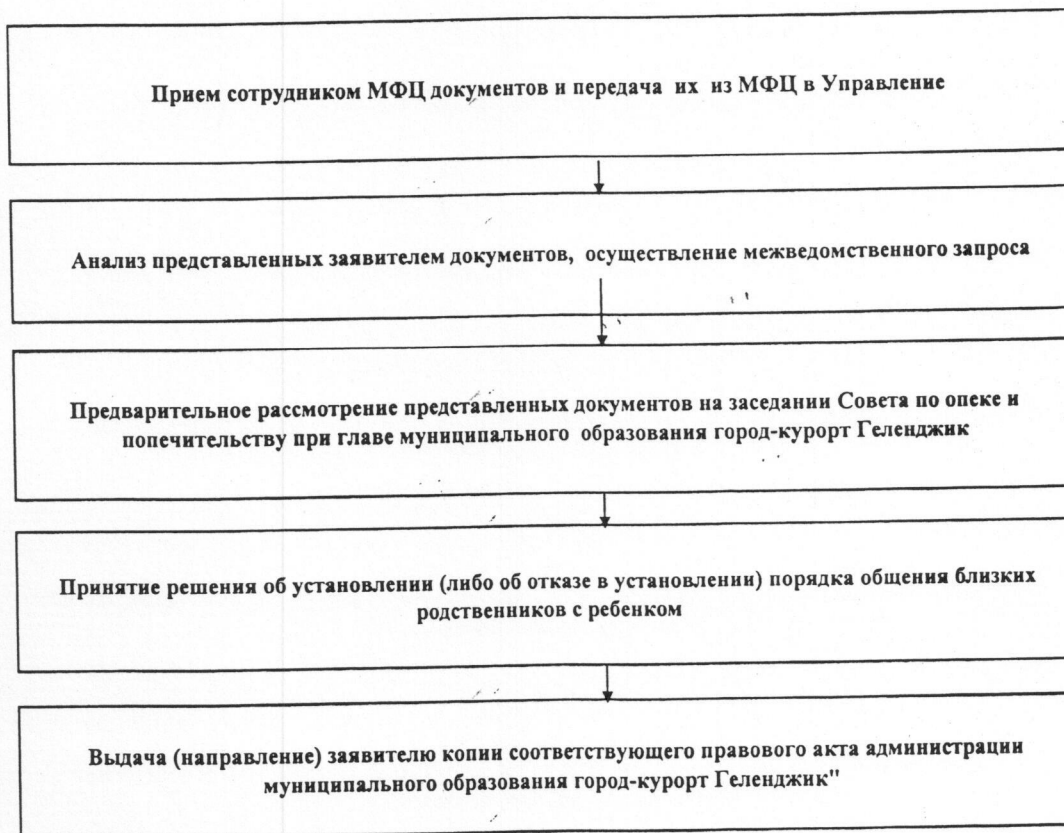 Прием сотрудником МФЦ документов и передача их из МФЦ в Управление
Анализ представленных заявителем документов, осуществление межведомственного запроса
Предварительное рассмотрение представленных документов на заседании Совета по опеке и
попечительству при главе муниципального образования город-курорт Геленджик
Принятие решения об установлении (либо об отказе в установлении) порядка общения близких
родственников с ребенком
Выдача (направление) заявителю копии соответствующего правового акта администрации
муниципального образования город-курорт Геленджик"